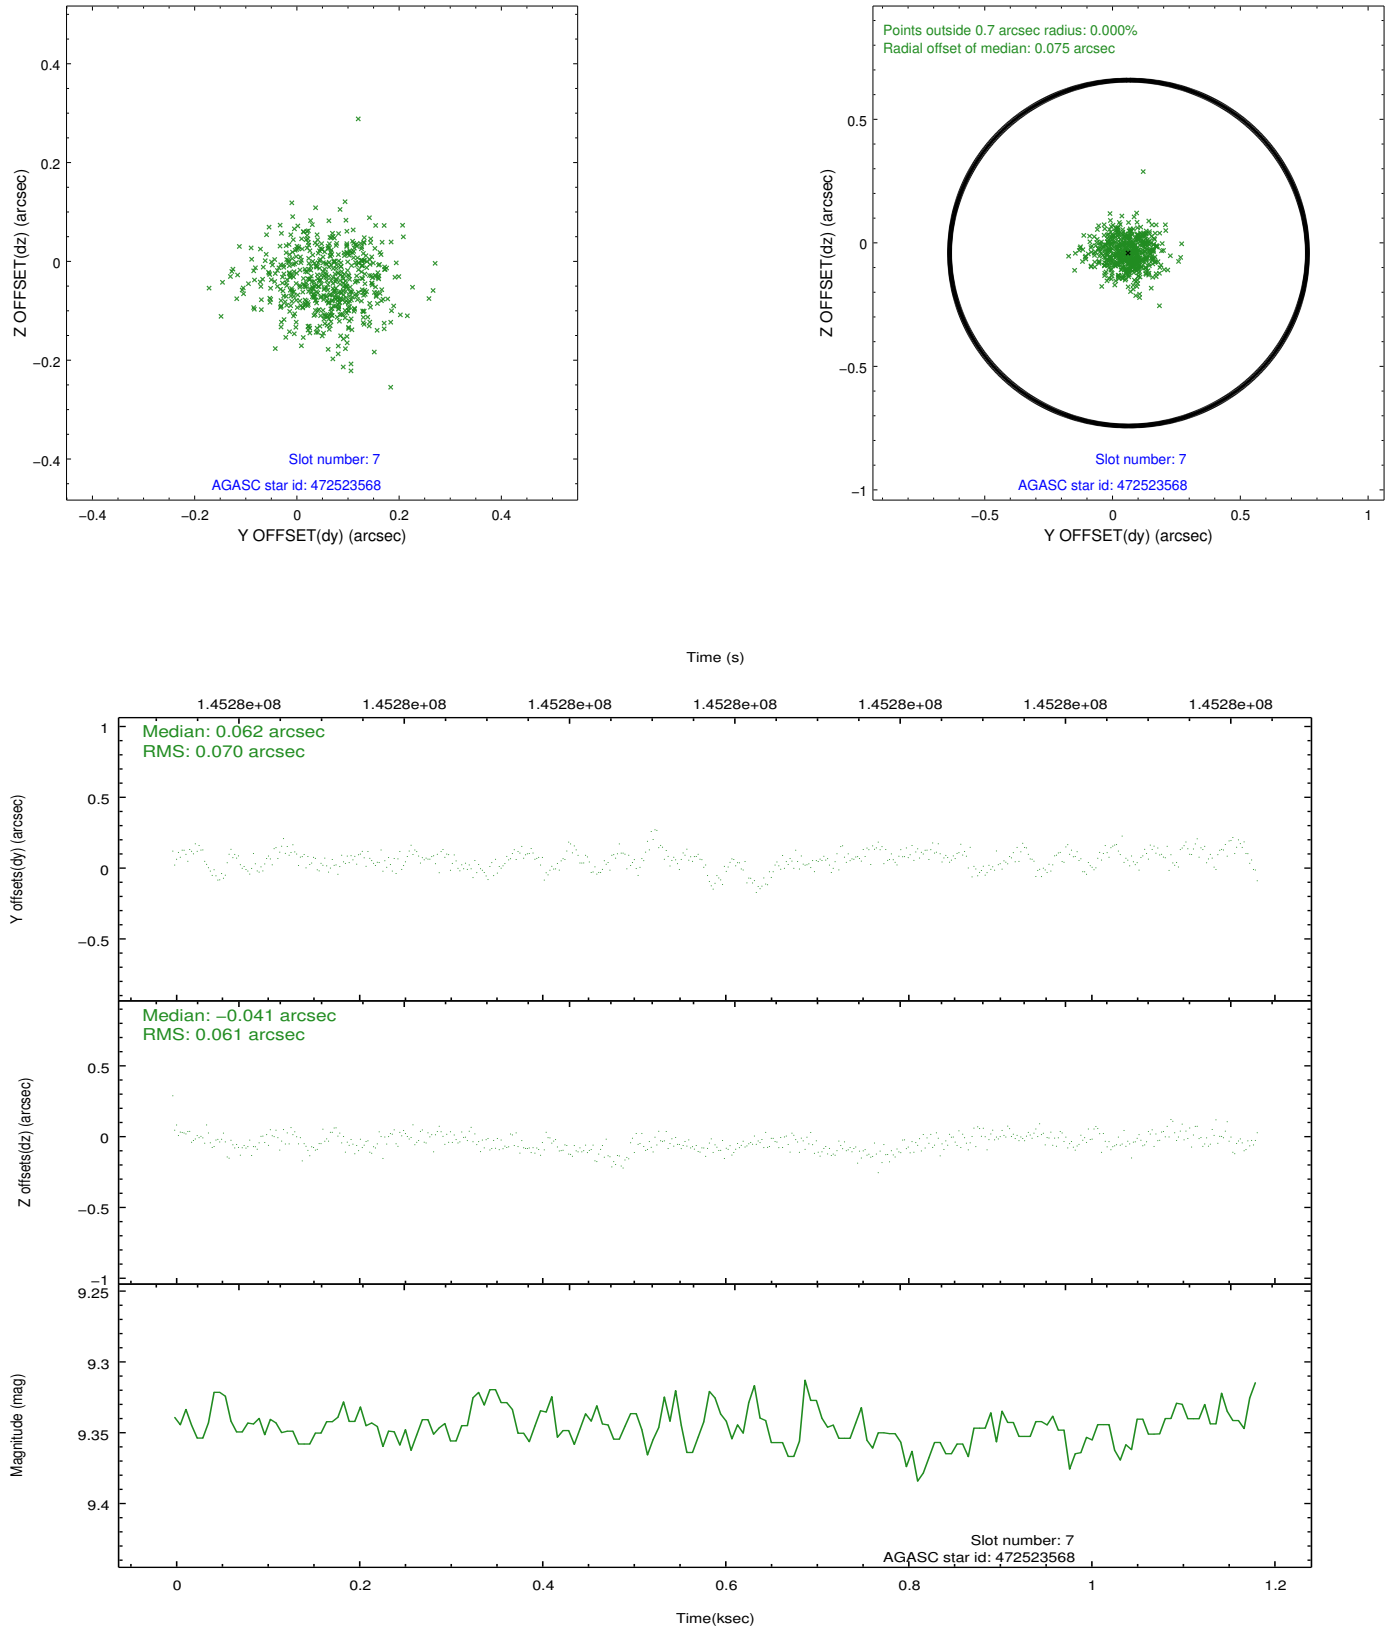 0.4
0.2
0
−0.2
−0.4
Z OFFSET(dz) (arcsec)
Slot number: 7
AGASC star id: 472523568
−0.4 −0.2 0 0.2 0.4
Y OFFSET(dy) (arcsec)
Points outside 0.7 arcsec radius: 0.000%
Radial offset of median: 0.075 arcsec
0.5
0
−0.5
−1
Z OFFSET(dz) (arcsec)
Slot number: 7
AGASC star id: 472523568
−0.5 0 0.5 1
Y OFFSET(dy) (arcsec)
Time (s)
1.4528e+08 1.4528e+08 1.4528e+08 1.4528e+08 1.4528e+08 1.4528e+08 1.4528e+08
Median: 0.062 arcsec
RMS: 0.070 arcsec
1
0.5
0
−0.5
Y offsets(dy) (arcsec)
Median: −0.041 arcsec
RMS: 0.061 arcsec
0.5
0
−0.5
−1
Z offsets(dz) (arcsec)
9.25
9.3
9.35
9.4
Magnitude (mag)
Slot number: 7
AGASC star id: 472523568
0 0.2 0.4 0.6 0.8 1 1.2
Time(ksec)